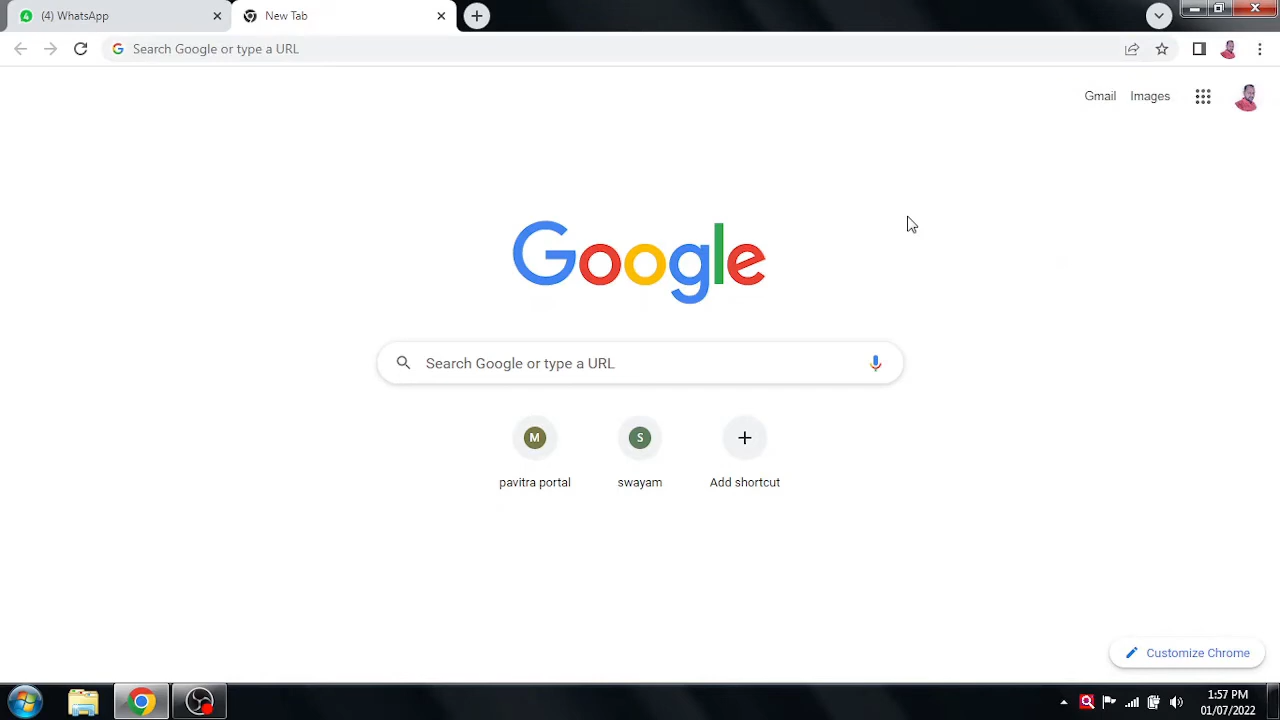 (4) WhatsApp
New Tab
Search Google or type a URL
Gmail Images
Google
Search Google or type a URL
M
S
pavitra portal
swayam
Add shortcut
Customize Chrome
1:57 PM
01/07/2022